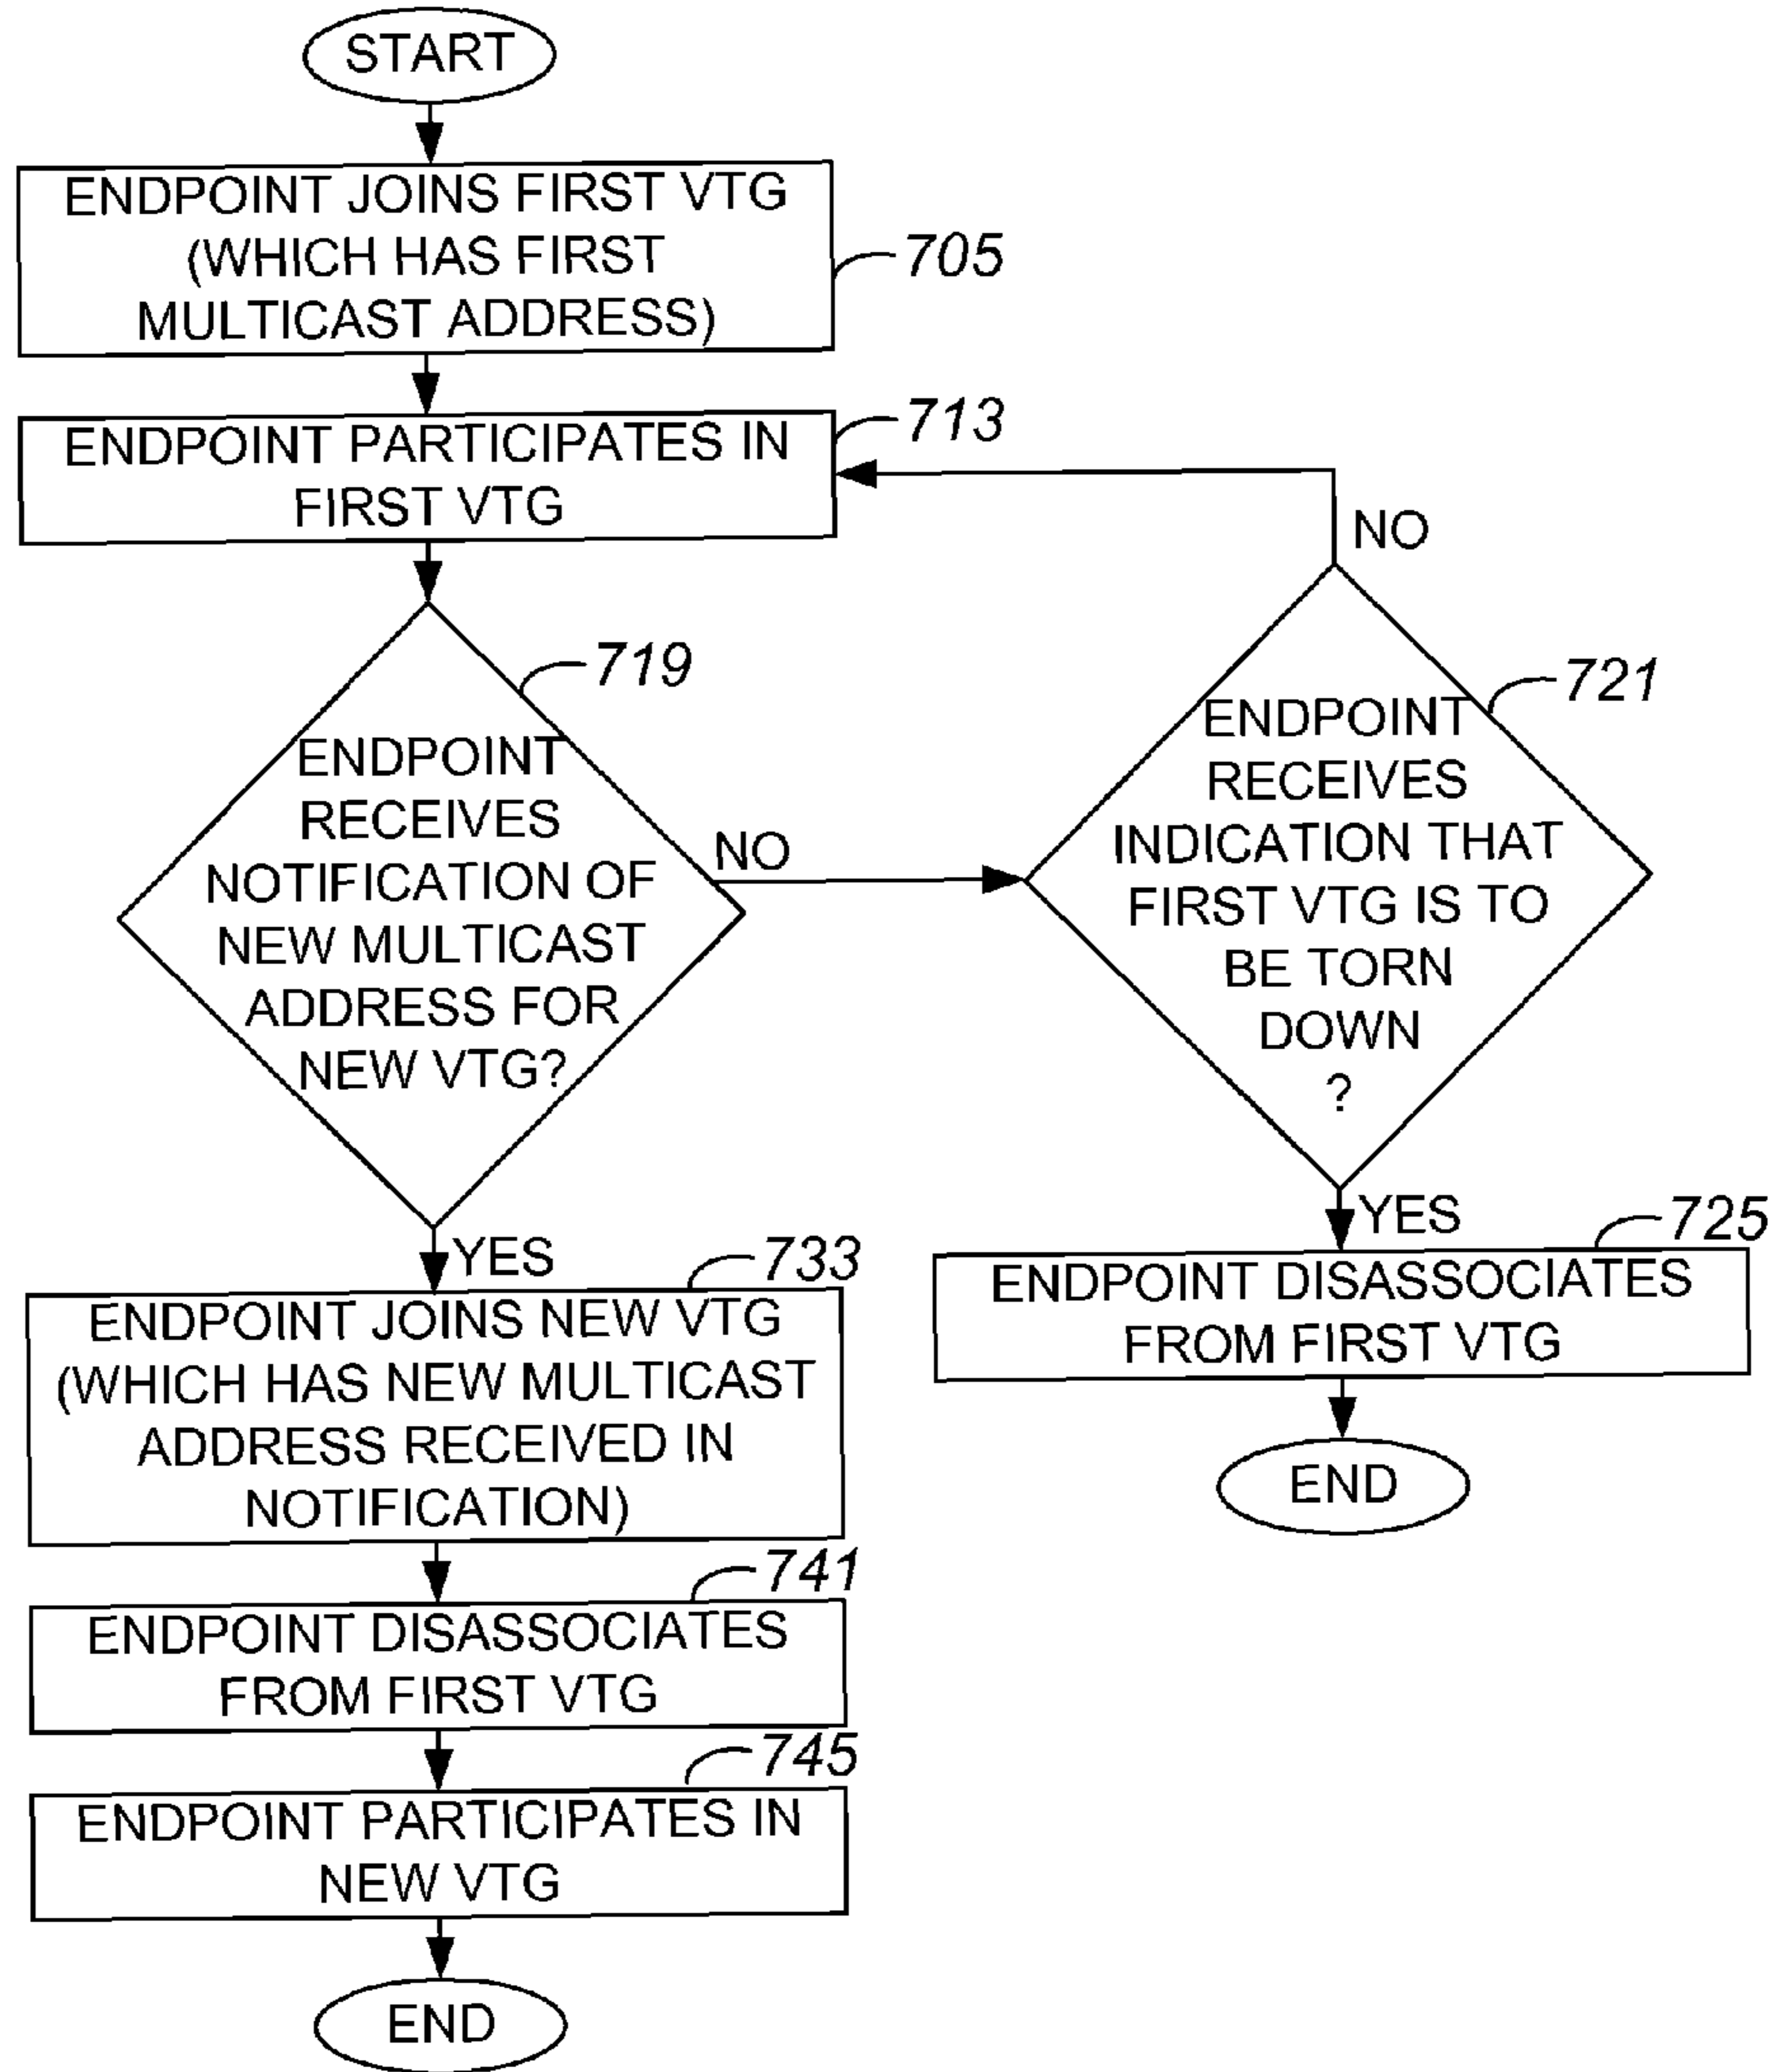 START
ENDPOINT JOINS FIRST VTG
(WHICH HAS FIRST
MULTICAST ADDRESS)
705
ENDPOINT PARTICIPATES IN
FIRST VTG
713
NO
719
ENDPOINT
RECEIVES
NOTIFICATION OF
NEW MULTICAST
ADDRESS FOR
NEW VTG?
NO
721
ENDPOINT
RECEIVES
INDICATION THAT
FIRST VTG IS TO
BE TORN
DOWN
?
YES
725
ENDPOINT DISASSOCIATES
FROM FIRST VTG
END
YES
733
ENDPOINT JOINS NEW VTG
(WHICH HAS NEW MULTICAST
ADDRESS RECEIVED IN
NOTIFICATION)
741
ENDPOINT DISASSOCIATES
FROM FIRST VTG
745
ENDPOINT PARTICIPATES IN
NEW VTG
END